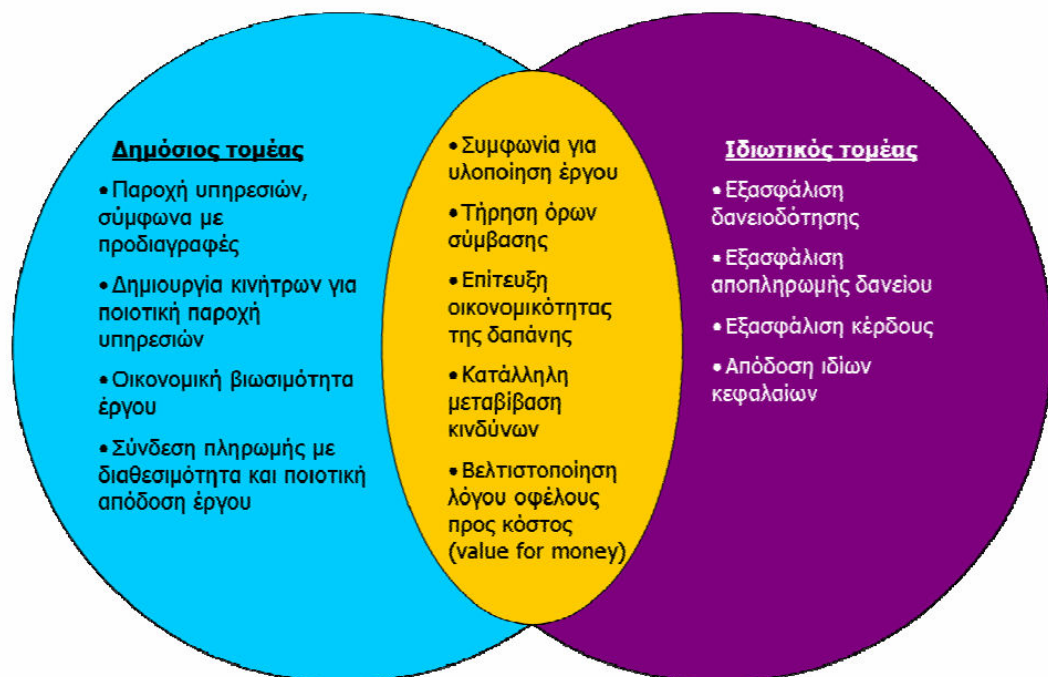 Δημόσιος τομέας
•Παροχή υπηρεσιών,
σύμφωνα με
προδιαγραφές
•Δημιουργία κινήτρων για
ποιοτική παροχή
υπηρεσιών
•Οικονομική βιωσιμότητα
έργου
•Σύνδεση πληρωμής με
διαθεσιμότητα και ποιοτική
απόδοση έργου
•Συμφωνία για
υλοποίηση έργου
•Τήρηση όρων
σύμβασης
•Επίτευξη
οικονομικότητας
της δαπάνης
•Κατάλληλη
μεταβίβαση
κινδύνων
•Βελτιστοποίηση
λόγου οφέλους
προς κόστος
(value for money)
Ιδιωτικός τομέας
•Εξασφάλιση
δανειοδότησης
•Εξασφάλιση
αποπληρωμής δανείου
•Εξασφάλιση κέρδους
•Απόδοση ιδίων
κεφαλαίων